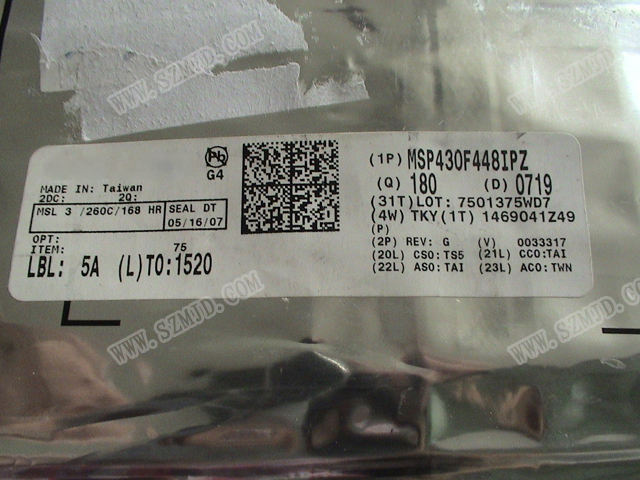 WWW.SZMJD.COM
WWW.SZMJD.COM
Pb
G4
MADE IN: Taiwan
2DC: 2Q:
MSL 3 /260C/168 HR
SEAL DT
05/16/07
OPT:
ITEM: 75
LBL: 5A (L)TO:1520
(1P) MSP430F448IPZ
(Q) 180 (D) 0719
(31T)LOT: 7501375WD7
(4W) TKY(1T) 1469041Z49
(P)
(2P) REV: G (V) 0033317
(20L) CSO:TS5 (21L) CCO:TAI
(22L) ASO:TAI (23L) ACO:TWN
WWW.SZMJD.COM
WWW.SZMJD.COM